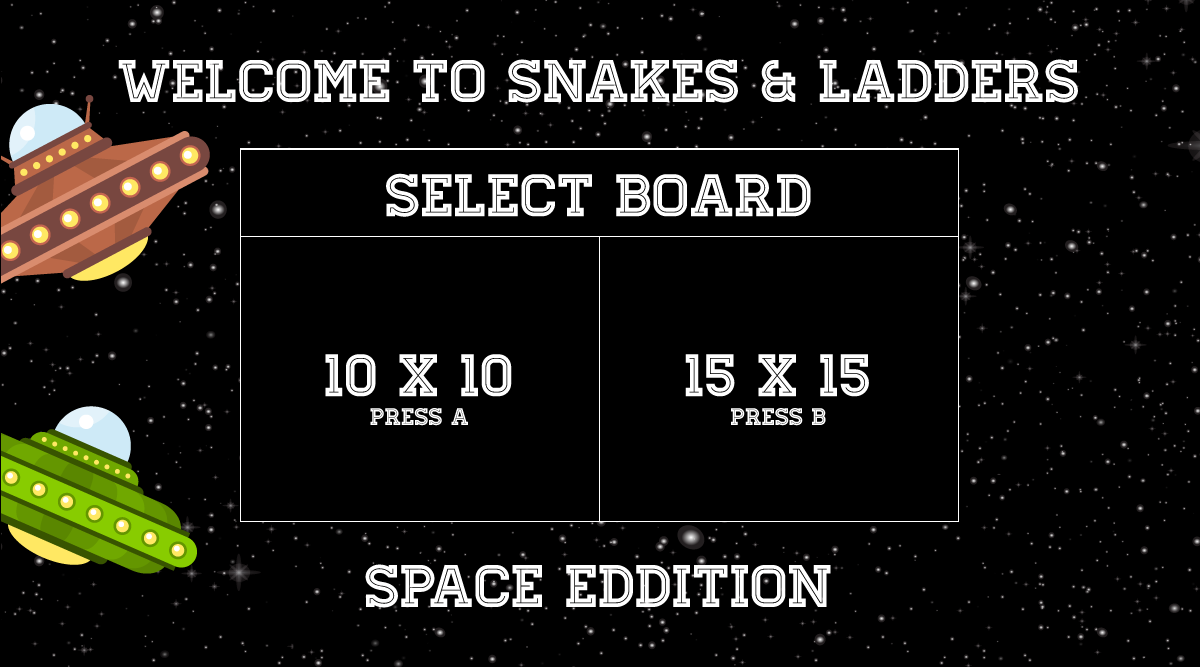 WELCOME TO SNAKES & LADDERS
SELECT BOARD
10 X 10
PRESS A
15 X 15
PRESS B
SPACE EDDITION